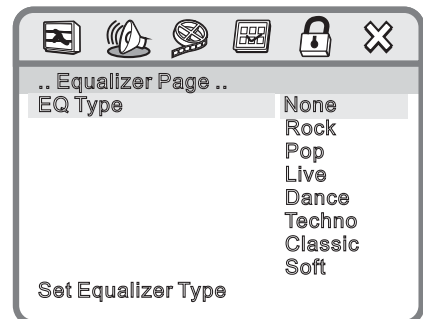 .. Equalizer Page ..
EQ Type None
Rock
Pop
Live
Dance
Techno
Classic
Soft
Set Equalizer Type